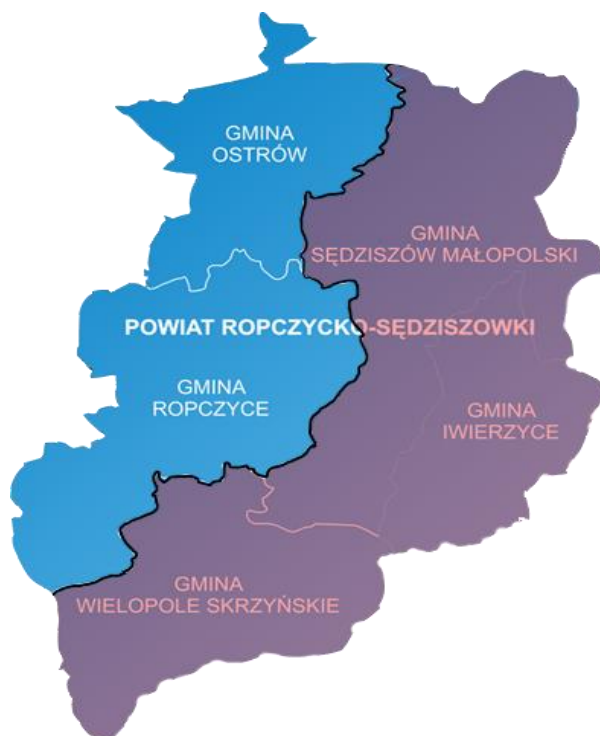 GMINA
OSTRÓW
GMINA
SĘDZISZÓW MAŁOPOLSKI
POWIAT ROPCZYCKO-SĘDZISZOWKI
GMINA
ROPCZYCE
GMINA
IWIERZYCE
GMINA
WIELOPOLE SKRZYŃSKIE